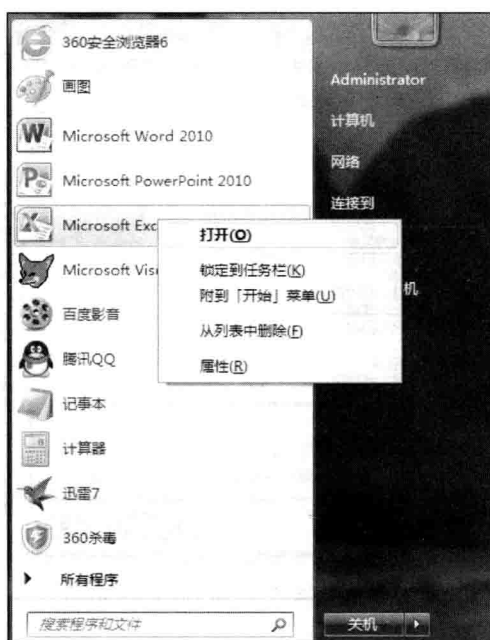 360安全浏览器6
画图
Microsoft Word 2010
Microsoft PowerPoint 2010
Microsoft Exc
Microsoft Vis
百度影音
腾讯QQ
记事本
计算器
迅雷7
360杀毒
所有程序
搜索程序和文件
打开(O)
锁定到任务栏(K)
附到「开始」菜单(U)
从列表中删除(F)
属性(R)
Administrator
计算机
网络
连接到
机
关机